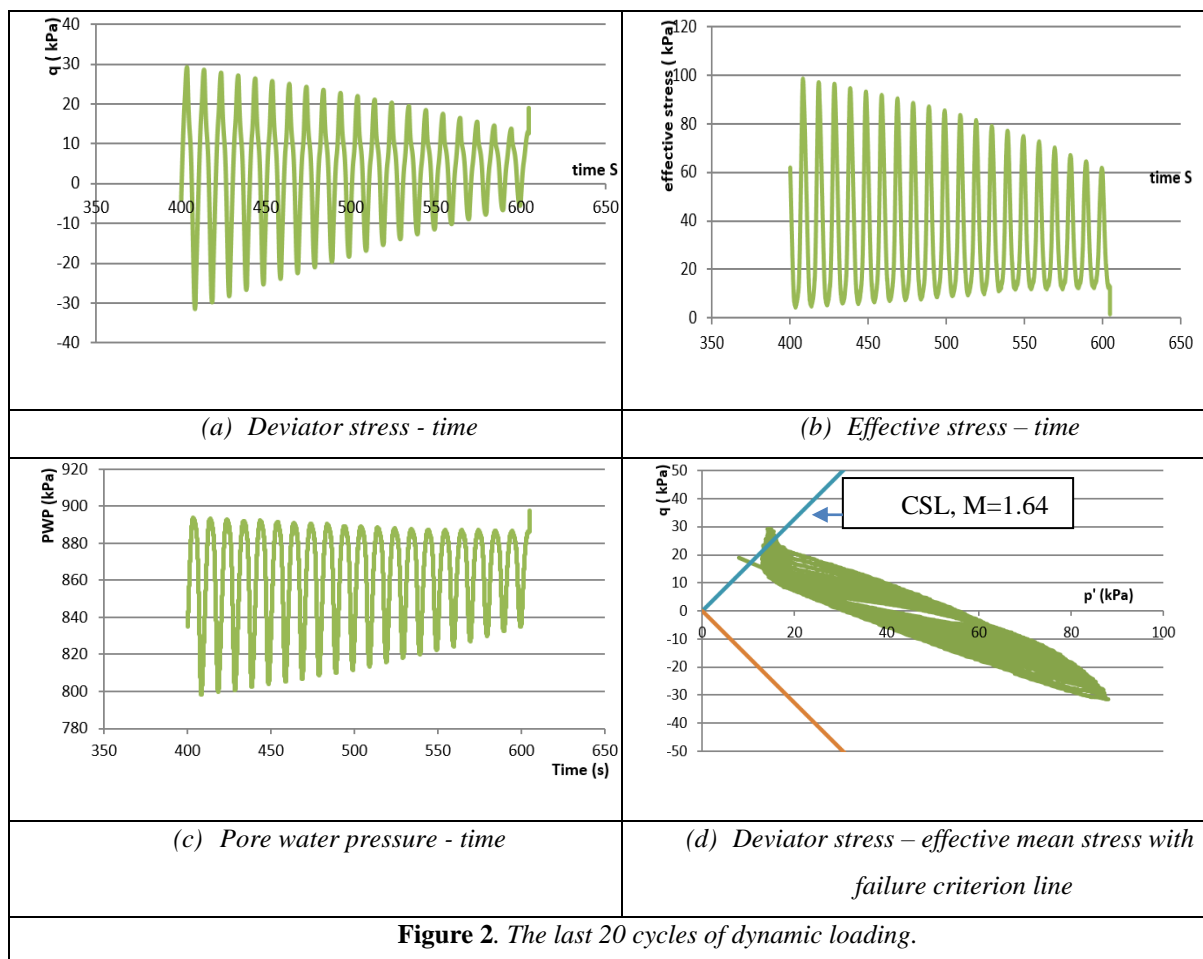 q ( kPa)
40
30
20
10
0
-10
-20
-30
-40
350 400 450 500 550 600 650
time S
(a) Deviator stress - time
effective stress ( kPa)
120
100
80
60
40
20
0
350 400 450 500 550 600 650
time S
(b) Effective stress – time
PWP (kPa)
920
900
880
860
840
820
800
780
350 400 450 500 550 600 650
Time (s)
(c) Pore water pressure - time
q ( kPa)
50
40
30
20
10
0
-10
-20
-30
-40
-50
0 20 40 60 80 100
p' (kPa)
CSL, M=1.64
(d) Deviator stress – effective mean stress with
failure criterion line
Figure 2. The last 20 cycles of dynamic loading.